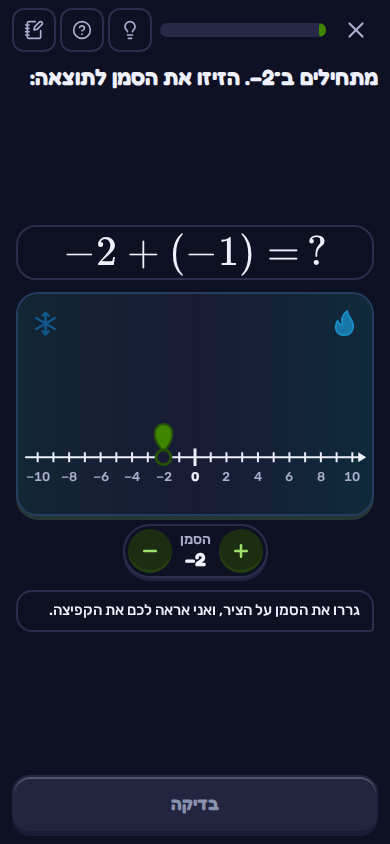 מתחילים ב־2−. הזיזו את הסמן לתוצאה:
−2 + (−1) = ?
−10 −8 −6 −4 −2 0 2 4 6 8 10
הסמן
− −2 +
גררו את הסמן על הציר, ואני אראה לכם את הקפיצה.
בדיקה